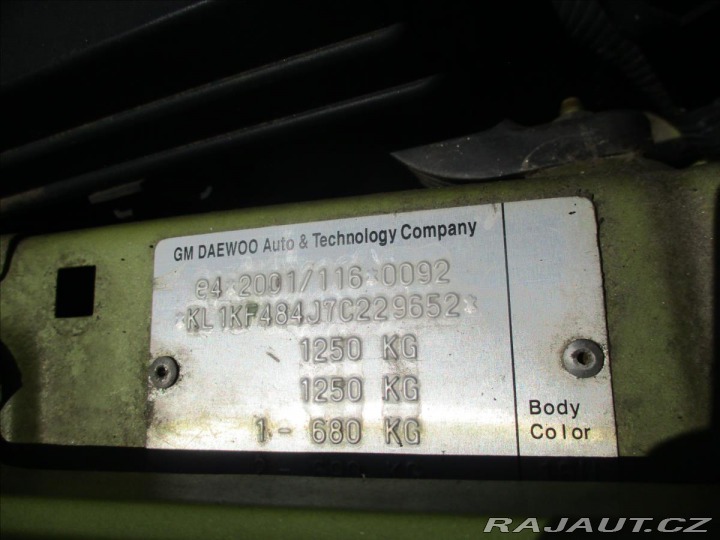 GM DAEWOO Auto & Technology Company
e4*2001/116*0092
*KL1KF484J7C229652*
1250 KG
1250 KG
1 - 680 KG
Body
Color
RAJAUT.CZ